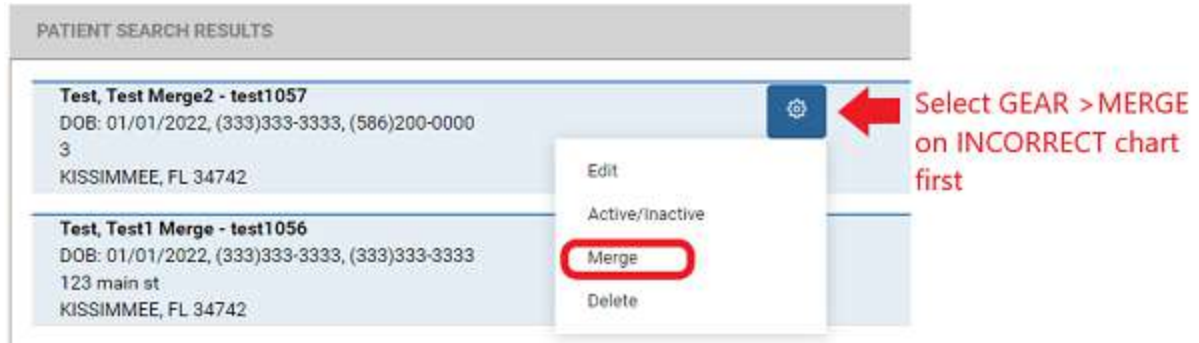 PATIENT SEARCH RESULTS
Test, Test Merge2 - test1057
DOB: 01/01/2022, (333)333-3333, (586)200-0000
3
KISSIMMEE, FL 34742
Test, Test1 Merge - test1056
DOB: 01/01/2022, (333)333-3333, (333)333-3333
123 main st
KISSIMMEE, FL 34742
Edit
Active/Inactive
Merge
Delete
Select GEAR >MERGE
on INCORRECT chart
first